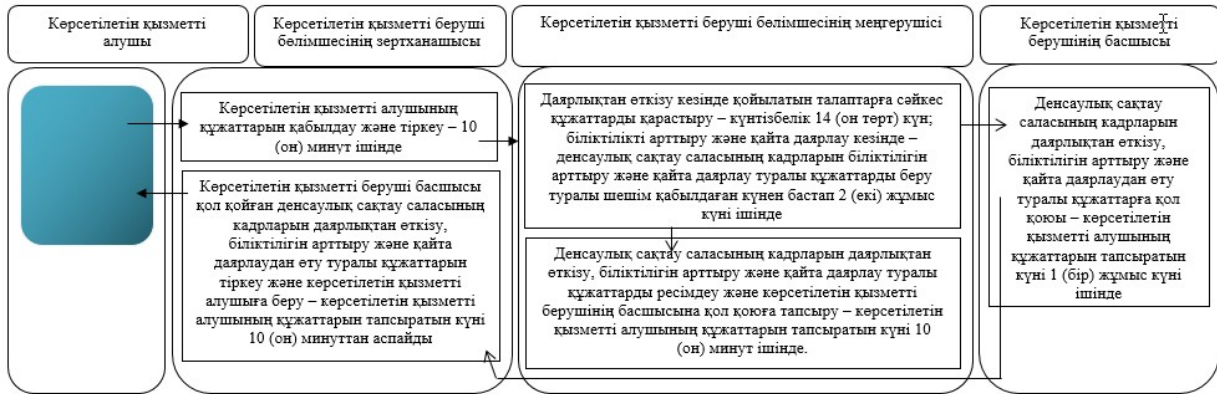 Көрсетілетін қызметті
алушы
Көрсетілетін қызметті беруші
бөлімшесінің зертханашысы
Көрсетілетін қызметті беруші бөлімшесінің меңгерушісі
Көрсетілетін қызметті
берушінің басшысы
Көрсетілетін қызметті алушының
құжаттарын қабылдау және тіркеу – 10
(он) минут ішінде
Көрсетілетін қызметті беруші басшысы
қол қойған денсаулық сақтау саласының
кадрларын даярлықтан өткізу,
біліктілігін арттыру және қайта
даярлаудан өту туралы құжаттарын
тіркеу және көрсетілетін қызметті
алушыға беру – көрсетілетін қызметті
алушының құжаттарын тапсыратын күні
10 (он) минуттан аспайды
Даярлықтан өткізу кезінде қойылатын талаптарға сәйкес
құжаттарды қарастыру – күнтізбелік 14 (он төрт) күн;
біліктілікті арттыру және қайта даярлау кезінде –
денсаулық сақтау саласының кадрларын біліктілігін
арттыру және қайта даярлау туралы құжаттарды беру
туралы шешім қабылдаған күнен бастап 2 (екі) жұмыс
күні ішінде
Денсаулық сақтау саласының кадрларын даярлықтан
өткізу, біліктілігін арттыру және қайта даярлау туралы
құжаттарды ресімдеу және көрсетілетін қызметті
берушінің басшысына қол қоюға тапсыру – көрсетілетін
қызметті алушының құжаттарын тапсыратын күні 10
(он) минут ішінде.
Денсаулық сақтау
саласының кадрларын
даярлықтан өткізу,
біліктілігін арттыру және
қайта даярлаудан өту
туралы құжаттарға қол
қоюы – көрсетілетін
қызметті алушының
құжаттарын тапсыратын
күні 1 (бір) жұмыс күні
ішінде